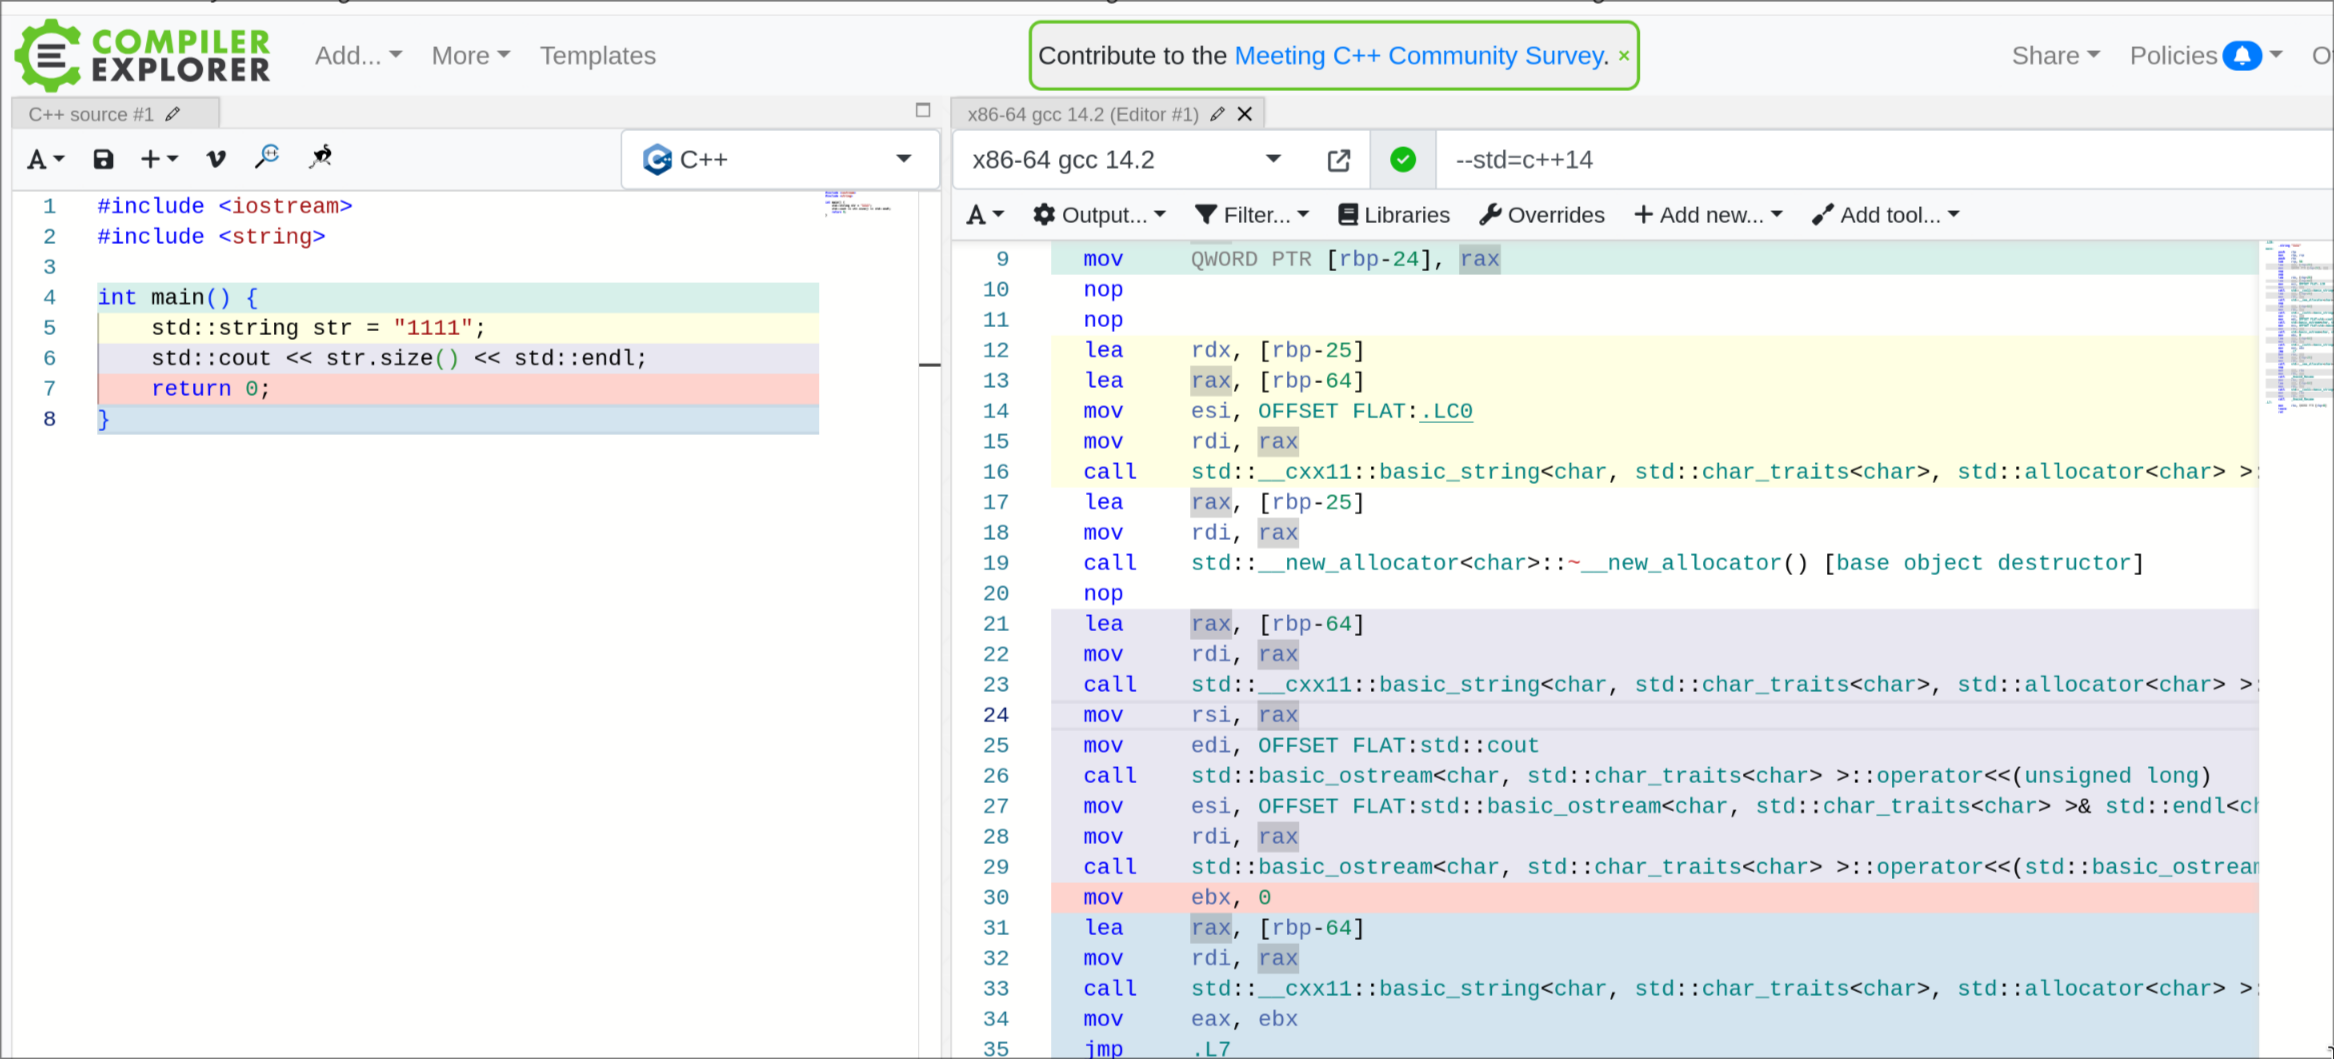 COMPILER
EXPLORER
Add...
More
Templates
Contribute to the Meeting C++ Community Survey. ×
Share
Policies
C++ source #1
A
C++
1 #include <iostream>
2 #include <string>
3
4 int main() {
5 std::string str = "1111";
6 std::cout << str.size() << std::endl;
7 return 0;
8 }
x86-64 gcc 14.2 (Editor #1)
x86-64 gcc 14.2
--std=c++14
A Output... Filter... Libraries Overrides + Add new... Add tool...
9 mov QWORD PTR [rbp-24], rax
10 nop
11 nop
12 lea rdx, [rbp-25]
13 lea rax, [rbp-64]
14 mov esi, OFFSET FLAT:.LC0
15 mov rdi, rax
16 call std::__cxx11::basic_string<char, std::char_traits<char>, std::allocator<char> >:
17 lea rax, [rbp-25]
18 mov rdi, rax
19 call std::__new_allocator<char>::~__new_allocator() [base object destructor]
20 nop
21 lea rax, [rbp-64]
22 mov rdi, rax
23 call std::__cxx11::basic_string<char, std::char_traits<char>, std::allocator<char> >:
24 mov rsi, rax
25 mov edi, OFFSET FLAT:std::cout
26 call std::basic_ostream<char, std::char_traits<char> >::operator<<(unsigned long)
27 mov esi, OFFSET FLAT:std::basic_ostream<char, std::char_traits<char> >& std::endl<ch
28 mov rdi, rax
29 call std::basic_ostream<char, std::char_traits<char> >::operator<<(std::basic_ostream
30 mov ebx, 0
31 lea rax, [rbp-64]
32 mov rdi, rax
33 call std::__cxx11::basic_string<char, std::char_traits<char>, std::allocator<char> >:
34 mov eax, ebx
35 jmp .L7